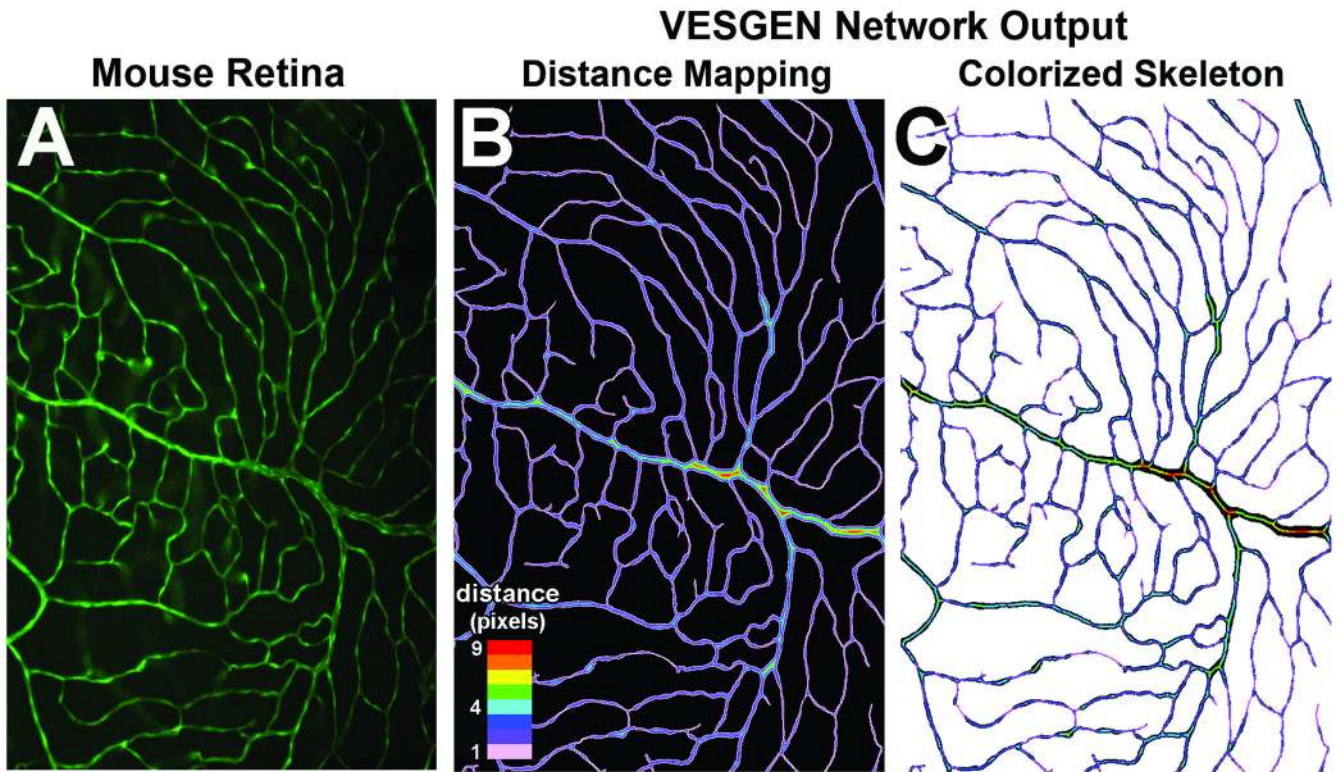 VESGEN Network Output
Mouse Retina
Distance Mapping
Colorized Skeleton
A
B
C
distance
(pixels)
9
4
1